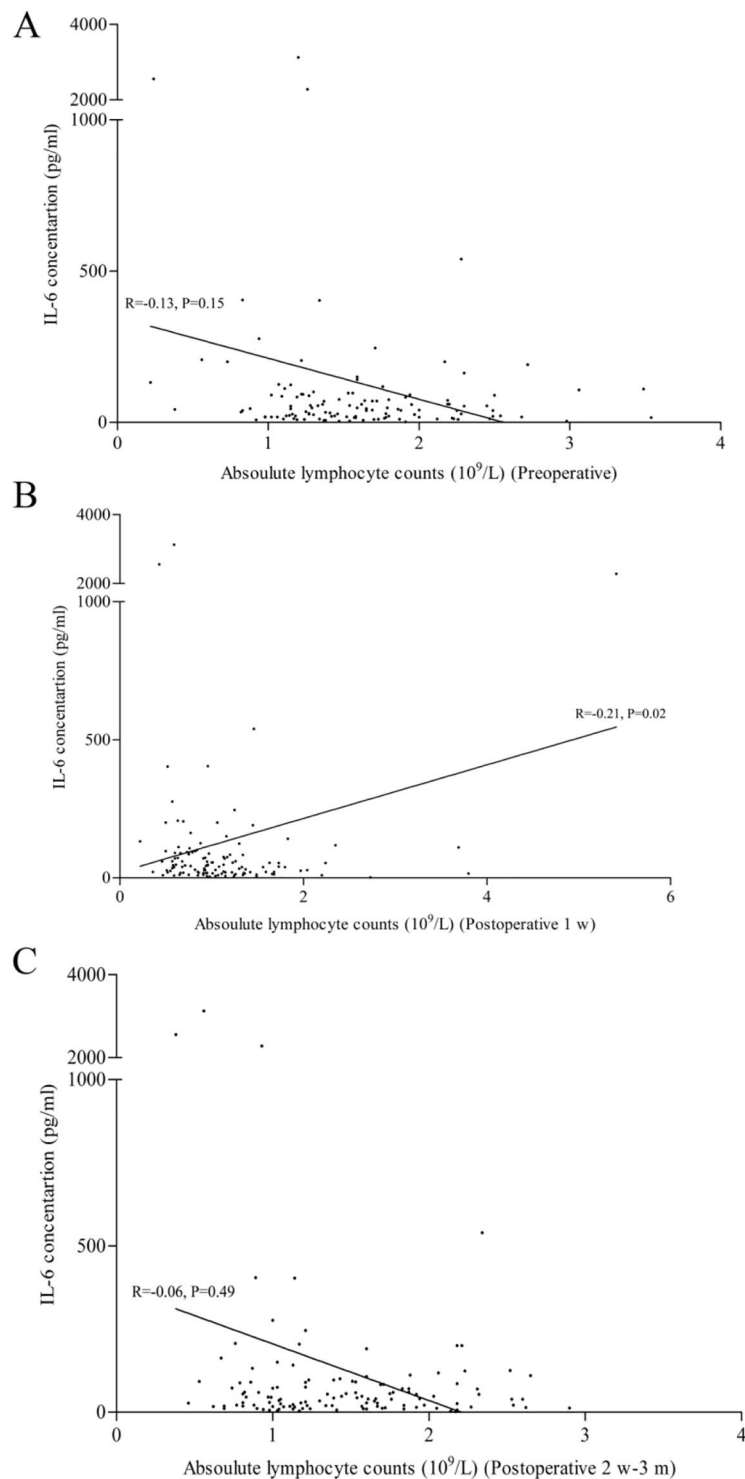 A
4000
2000
1000
500
0
IL-6 concentartion (pg/ml)
R=-0.13, P=0.15
0 1 2 3 4
Absoulute lymphocyte counts (10⁹/L) (Preoperative)
B
4000
2000
1000
500
0
IL-6 concentartion (pg/ml)
R=-0.21, P=0.02
0 2 4 6
Absoulute lymphocyte counts (10⁹/L) (Postoperative 1 w)
C
4000
2000
1000
500
0
IL-6 concentartion (pg/ml)
R=-0.06, P=0.49
0 1 2 3 4
Absoulute lymphocyte counts (10⁹/L) (Postoperative 2 w-3 m)